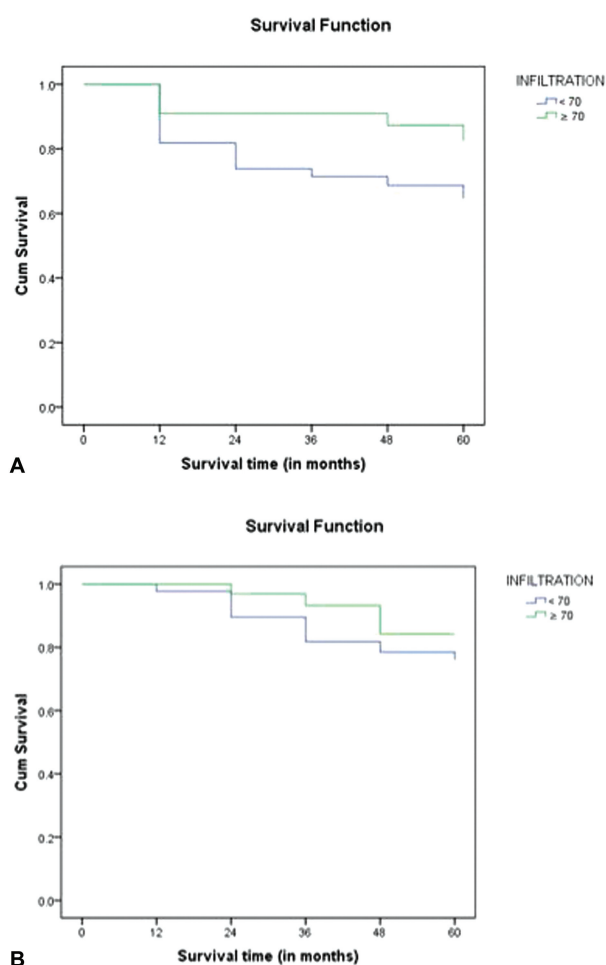 Survival Function
INFILTRATION
< 70
≥ 70
1.0
0.8
0.6
0.4
0.2
0.0
Cum Survival
0 12 24 36 48 60
Survival time (in months)
A
Survival Function
INFILTRATION
< 70
≥ 70
1.0
0.8
0.6
0.4
0.2
0.0
Cum Survival
0 12 24 36 48 60
Survival time (in months)
B